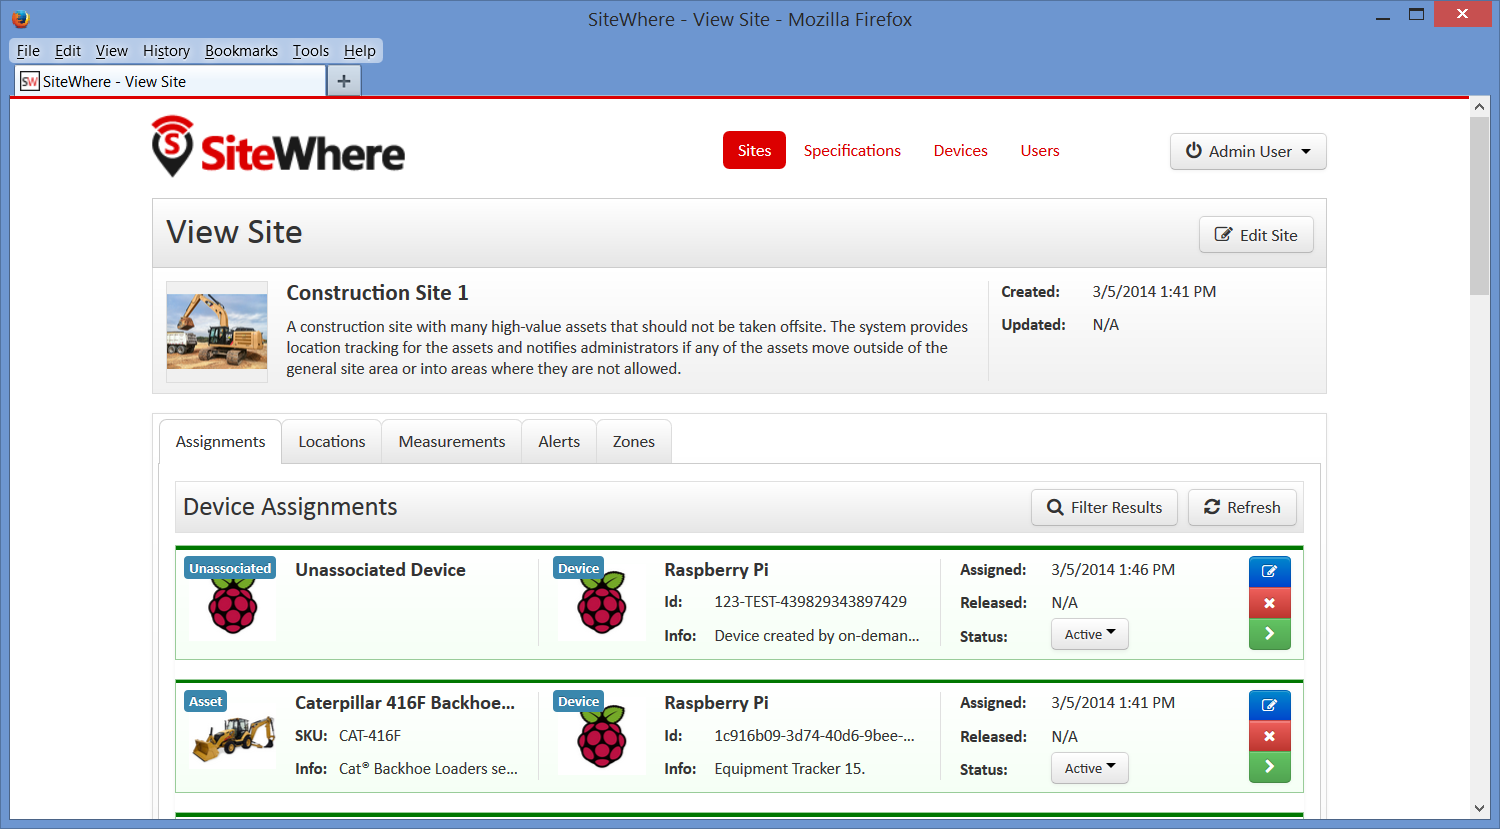 SiteWhere - View Site - Mozilla Firefox
File Edit View History Bookmarks Tools Help
SW SiteWhere - View Site
S SiteWhere
Sites Specifications Devices Users
Admin User
View Site
Edit Site
Construction Site 1
A construction site with many high-value assets that should not be taken offsite. The system provides
location tracking for the assets and notifies administrators if any of the assets move outside of the
general site area or into areas where they are not allowed.
Created: 3/5/2014 1:41 PM
Updated: N/A
Assignments Locations Measurements Alerts Zones
Device Assignments
Filter Results
Refresh
Unassociated
Unassociated Device
Device
Raspberry Pi
Id: 123-TEST-439829343897429
Info: Device created by on-deman...
Assigned: 3/5/2014 1:46 PM
Released: N/A
Status: Active
Asset
Caterpillar 416F Backhoe...
SKU: CAT-416F
Info: Cat® Backhoe Loaders se...
Device
Raspberry Pi
Id: 1c916b09-3d74-40d6-9bee-...
Info: Equipment Tracker 15.
Assigned: 3/5/2014 1:41 PM
Released: N/A
Status: Active